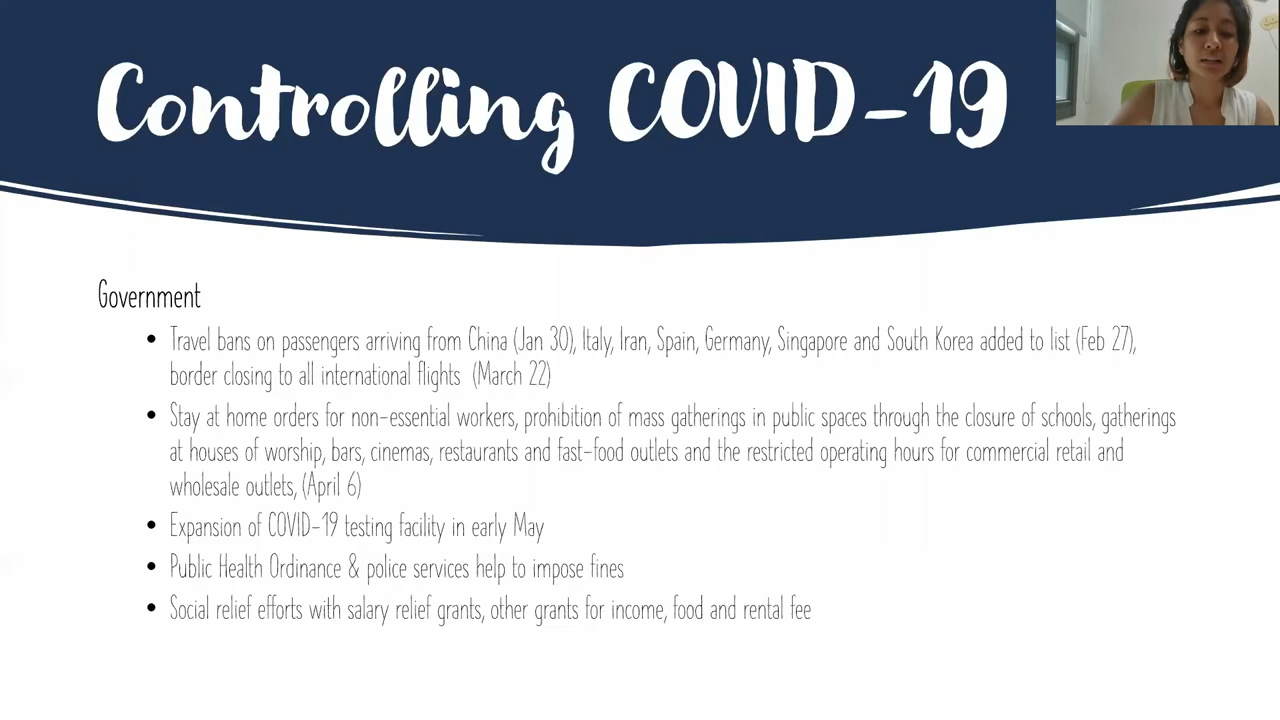 Controlling COVID-19
Government
• Travel bans on passengers arriving from China (Jan 30), Italy, Iran, Spain, Germany, Singapore and South Korea added to list (Feb 27),
border closing to all international flights (March 22)
• Stay at home orders for non-essential workers, prohibition of mass gatherings in public spaces through the closure of schools, gatherings
at houses of worship, bars, cinemas, restaurants and fast-food outlets and the restricted operating hours for commercial retail and
wholesale outlets, (April 6)
• Expansion of COVID-19 testing facility in early May
• Public Health Ordinance & police services help to impose fines
• Social relief efforts with salary relief grants, other grants for income, food and rental fee